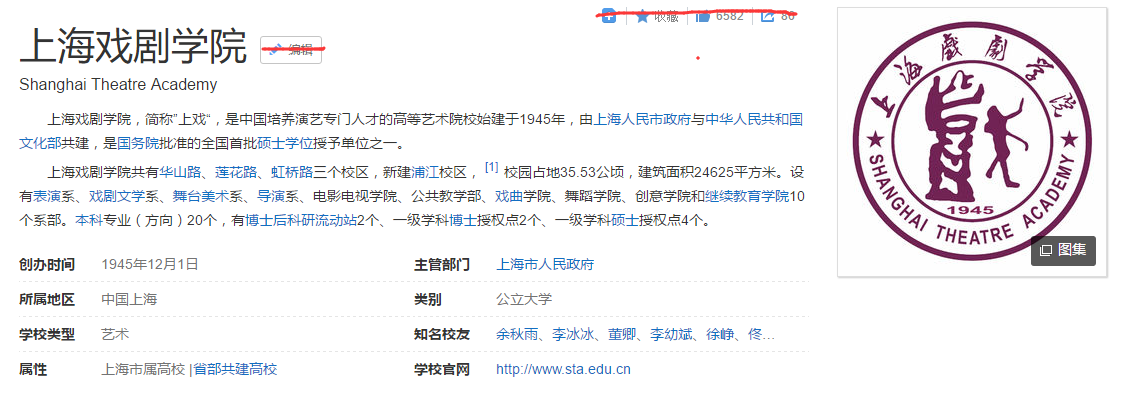 收藏 6582 86
上海戏剧学院 编辑
Shanghai Theatre Academy
上海戏剧学院，简称"上戏“，是中国培养演艺专门人才的高等艺术院校始建于1945年，由上海人民市政府与中华人民共和国
文化部共建，是国务院批准的全国首批硕士学位授予单位之一。
上海戏剧学院共有华山路、莲花路、虹桥路三个校区，新建浦江校区，[1] 校园占地35.53公顷，建筑面积24625平方米。设
有表演系、戏剧文学系、舞台美术系、导演系、电影电视学院、公共教学部、戏曲学院、舞蹈学院、创意学院和继续教育学院10
个系部。本科专业（方向）20个，有博士后科研流动站2个、一级学科博士授权点2个、一级学科硕士授权点4个。
创办时间 1945年12月1日 主管部门 上海市人民政府
所属地区 中国上海 类别 公立大学
学校类型 艺术 知名校友 余秋雨、李冰冰、董卿、李幼斌、徐峥、佟...
属性 上海市属高校 |省部共建高校 学校官网 http://www.sta.edu.cn
上海戲劇学院
1945
SHANGHAI THEATRE ACADEMY
图集